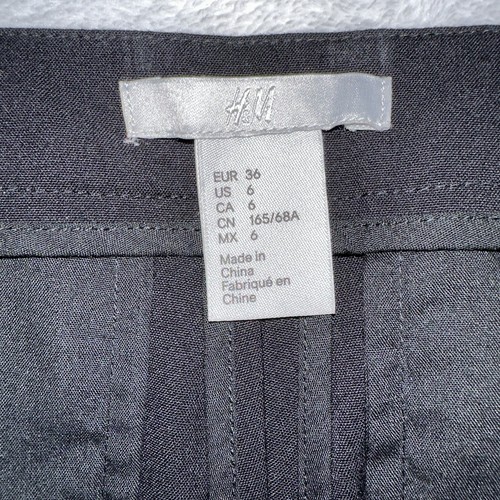 H&M
EUR 36
US 6
CA 6
CN 165/68A
MX 6
Made in
China
Fabriqué en
Chine